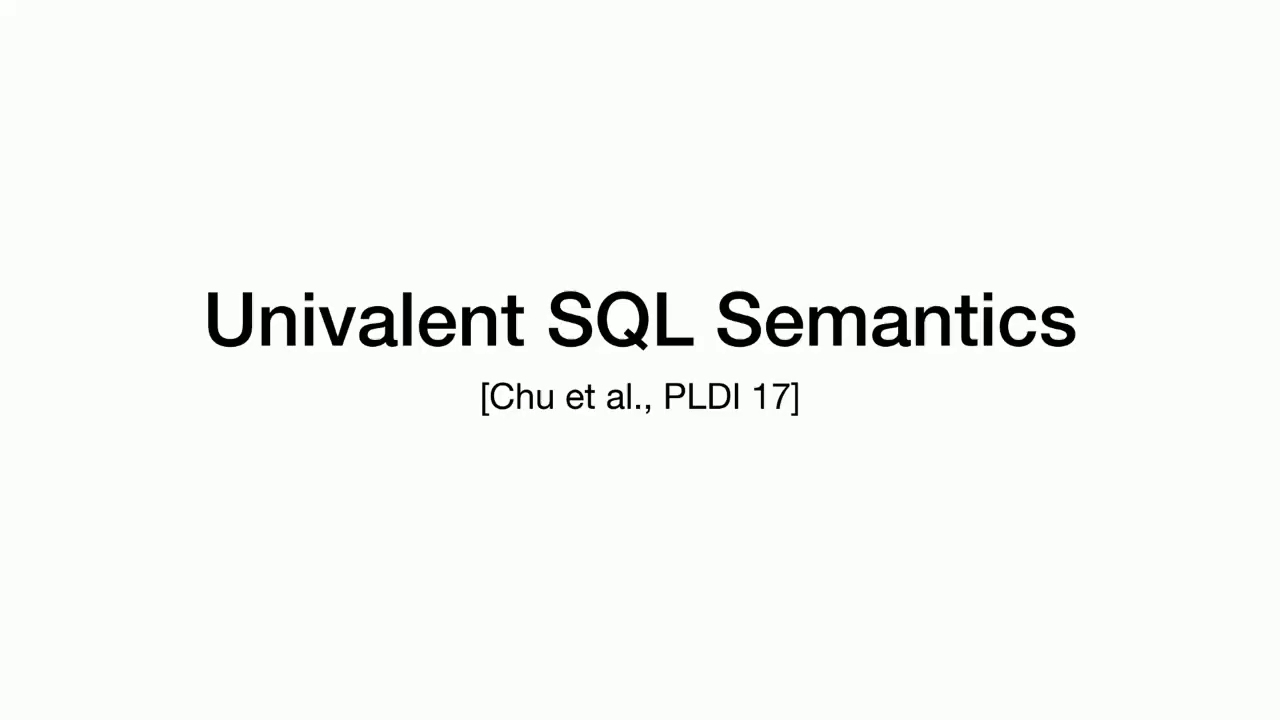 Univalent SQL Semantics
[Chu et al., PLDI 17]